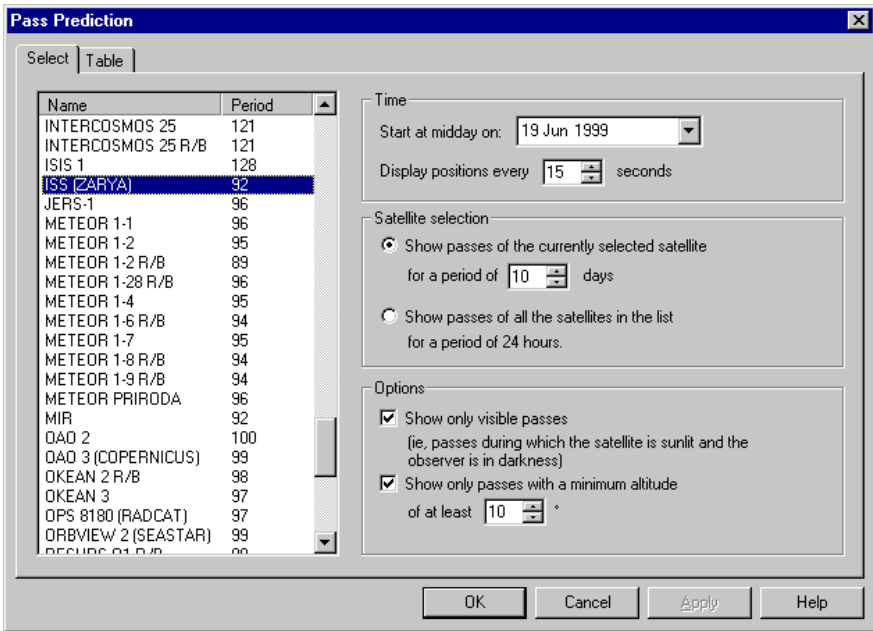 Pass Prediction
Select Table
Name Period
INTERCOSMOS 25 121
INTERCOSMOS 25 R/B 121
ISIS 1 128
ISS (ZARYA) 92
JERS-1 96
METEOR 1-1 96
METEOR 1-2 95
METEOR 1-2 R/B 89
METEOR 1-28 R/B 96
METEOR 1-4 95
METEOR 1-6 R/B 94
METEOR 1-7 95
METEOR 1-8 R/B 94
METEOR 1-9 R/B 94
METEOR PRIRODA 96
MIR 92
OAO 2 100
OAO 3 (COPERNICUS) 99
OKEAN 2 R/B 98
OKEAN 3 97
OPS 8180 (RADCAT) 97
ORBVIEW 2 (SEASTAR) 99
Time
Start at midday on: 19 Jun 1999
Display positions every 15 seconds
Satellite selection
Show passes of the currently selected satellite
for a period of 10 days
Show passes of all the satellites in the list
for a period of 24 hours.
Options
Show only visible passes
(ie, passes during which the satellite is sunlit and the
observer is in darkness)
Show only passes with a minimum altitude
of at least 10 °
OK Cancel Apply Help